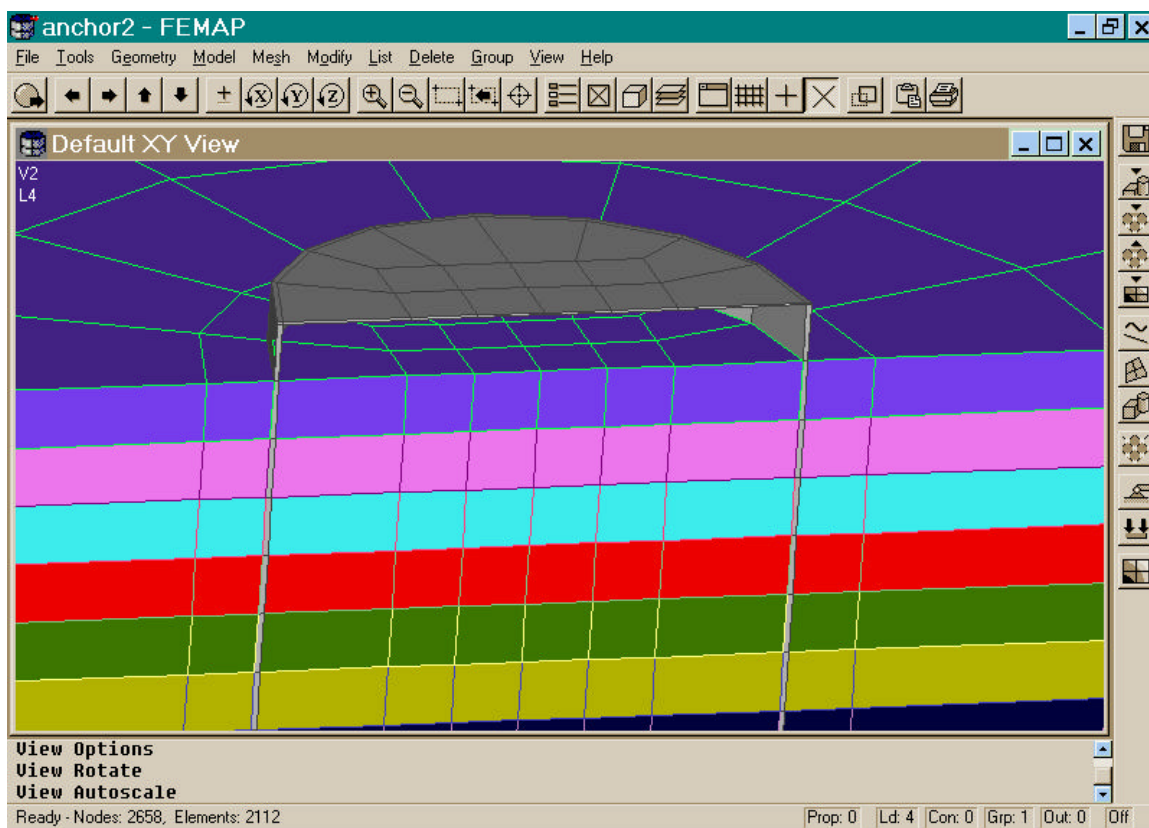 anchor2 - FEMAP
File Tools Geometry Model Mesh Modify List Delete Group View Help
± X Y Z
Default XY View
V2
L4
View Options
View Rotate
View Autoscale
Ready - Nodes: 2658, Elements: 2112 Prop: 0 Ld: 4 Con: 0 Grp: 1 Out: 0 Off